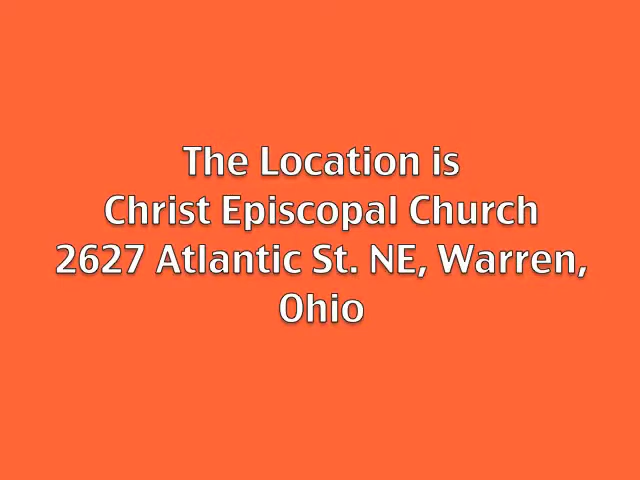 The Location is
Christ Episcopal Church
2627 Atlantic St. NE, Warren,
Ohio